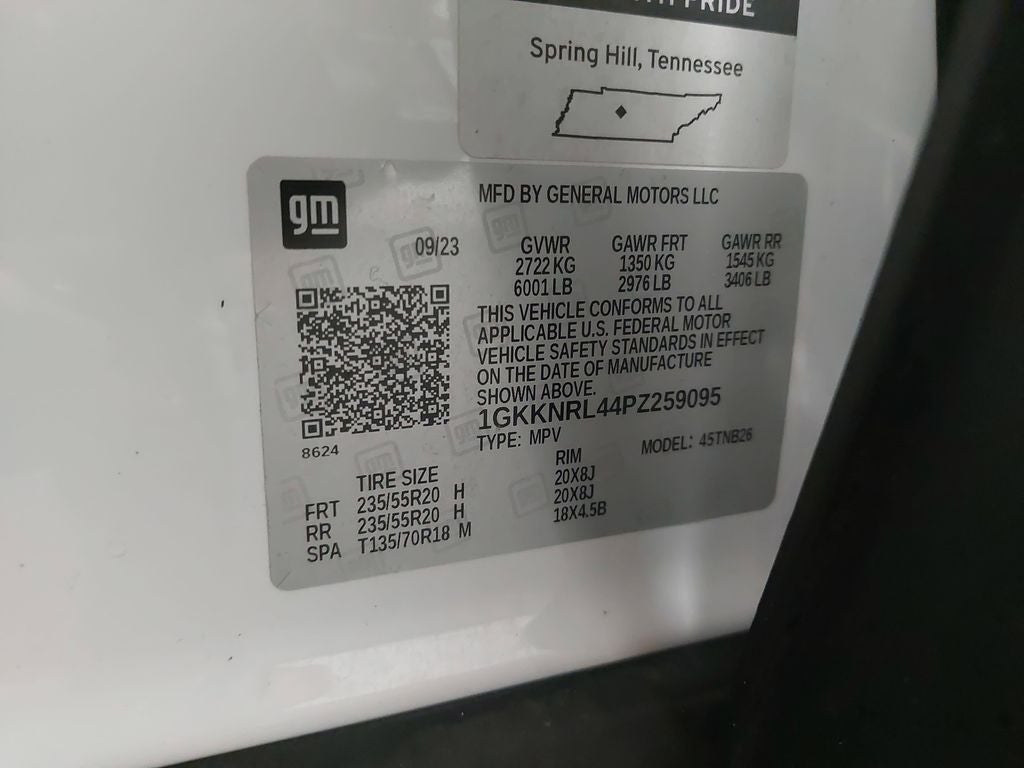 PRIDE
Spring Hill, Tennessee
gm
MFD BY GENERAL MOTORS LLC
09/23
GVWR GAWR FRT GAWR RR
2722 KG 1350 KG 1545 KG
6001 LB 2976 LB 3406 LB
THIS VEHICLE CONFORMS TO ALL
APPLICABLE U.S. FEDERAL MOTOR
VEHICLE SAFETY STANDARDS IN EFFECT
ON THE DATE OF MANUFACTURE
SHOWN ABOVE.
1GKKNRL44PZ259095
TYPE: MPV MODEL: 45TNB26
8624
TIRE SIZE RIM
FRT 235/55R20 H 20X8J
RR 235/55R20 H 20X8J
SPA T135/70R18 M 18X4.5B